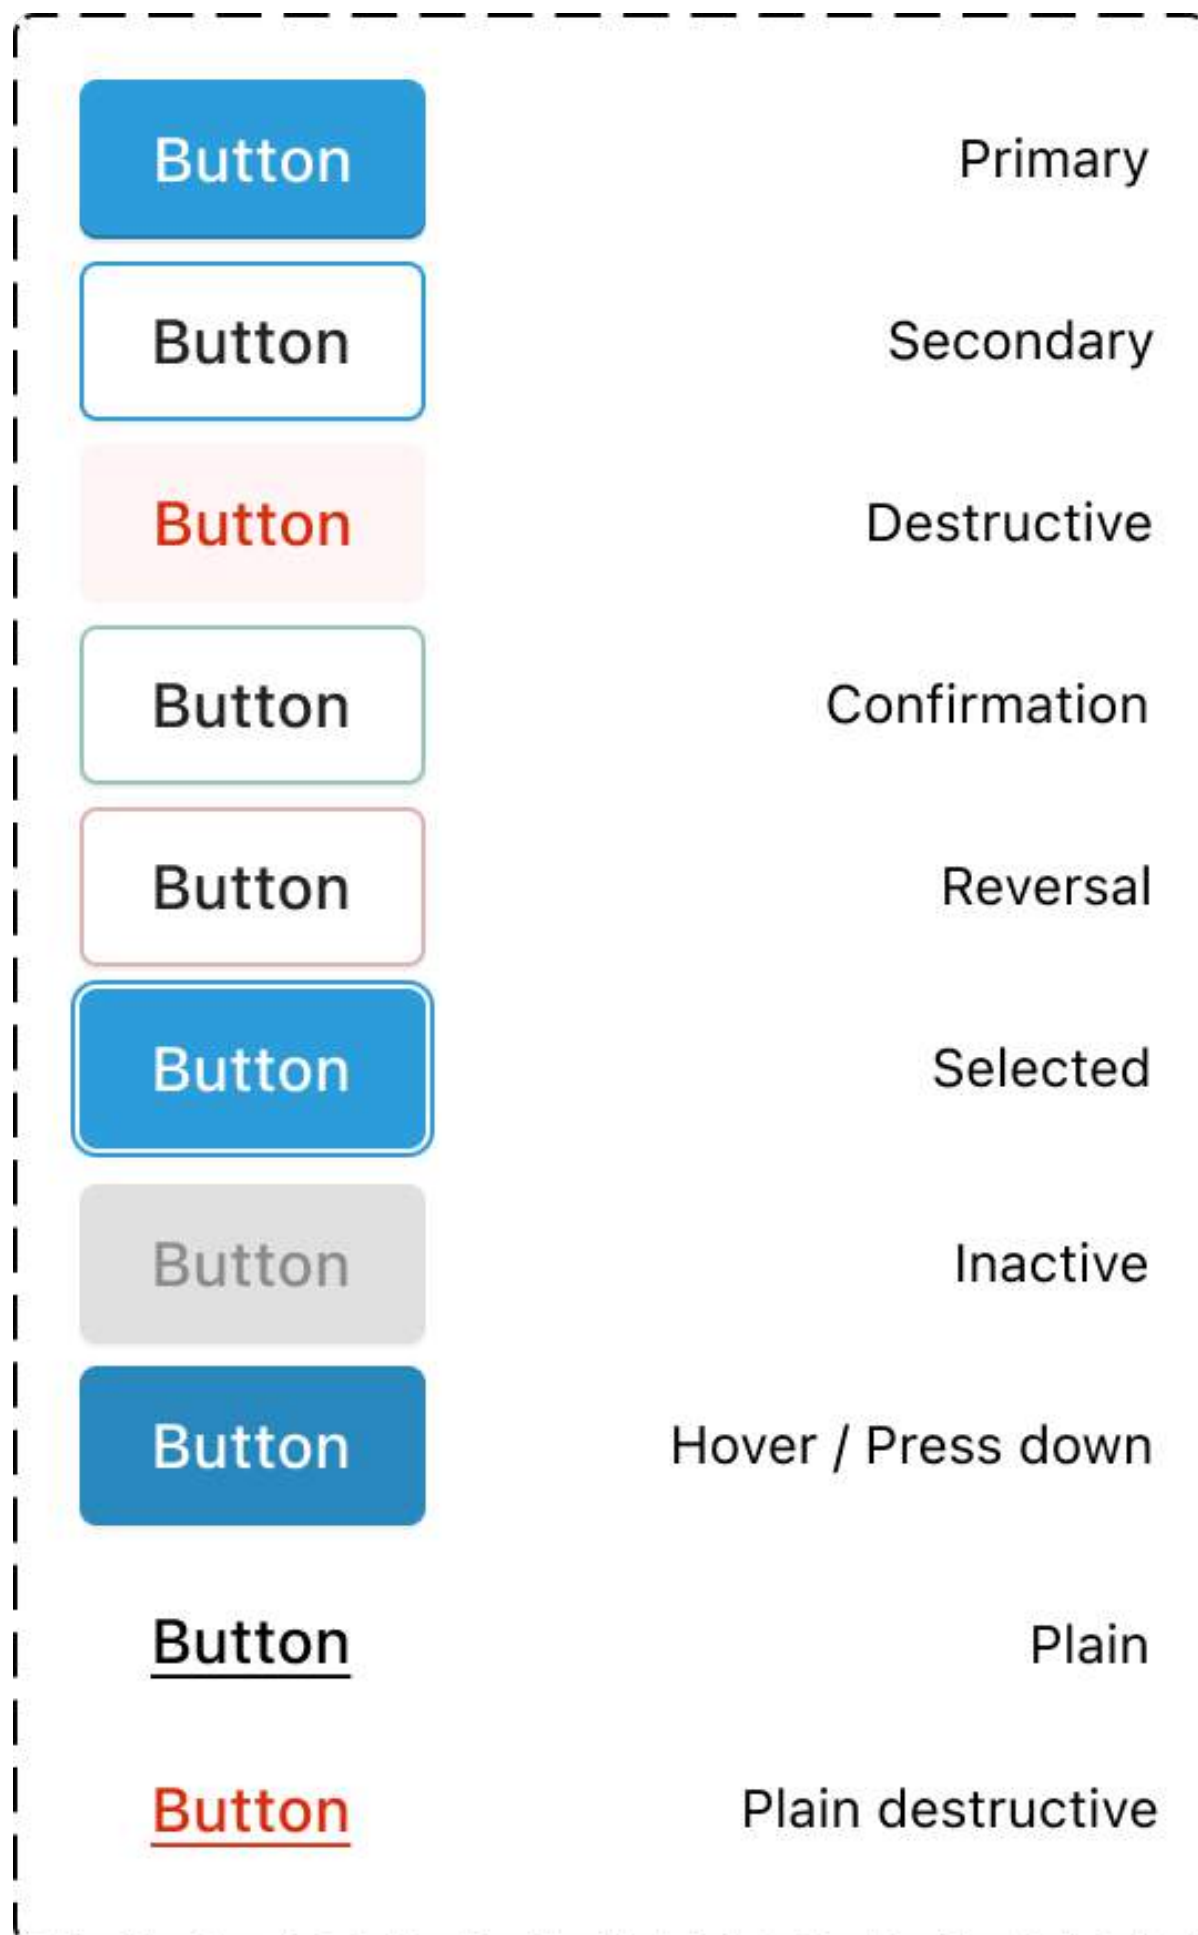 Button Primary
Button Secondary
Button Destructive
Button Confirmation
Button Reversal
Button Selected
Button Inactive
Button Hover / Press down
Button Plain
Button Plain destructive